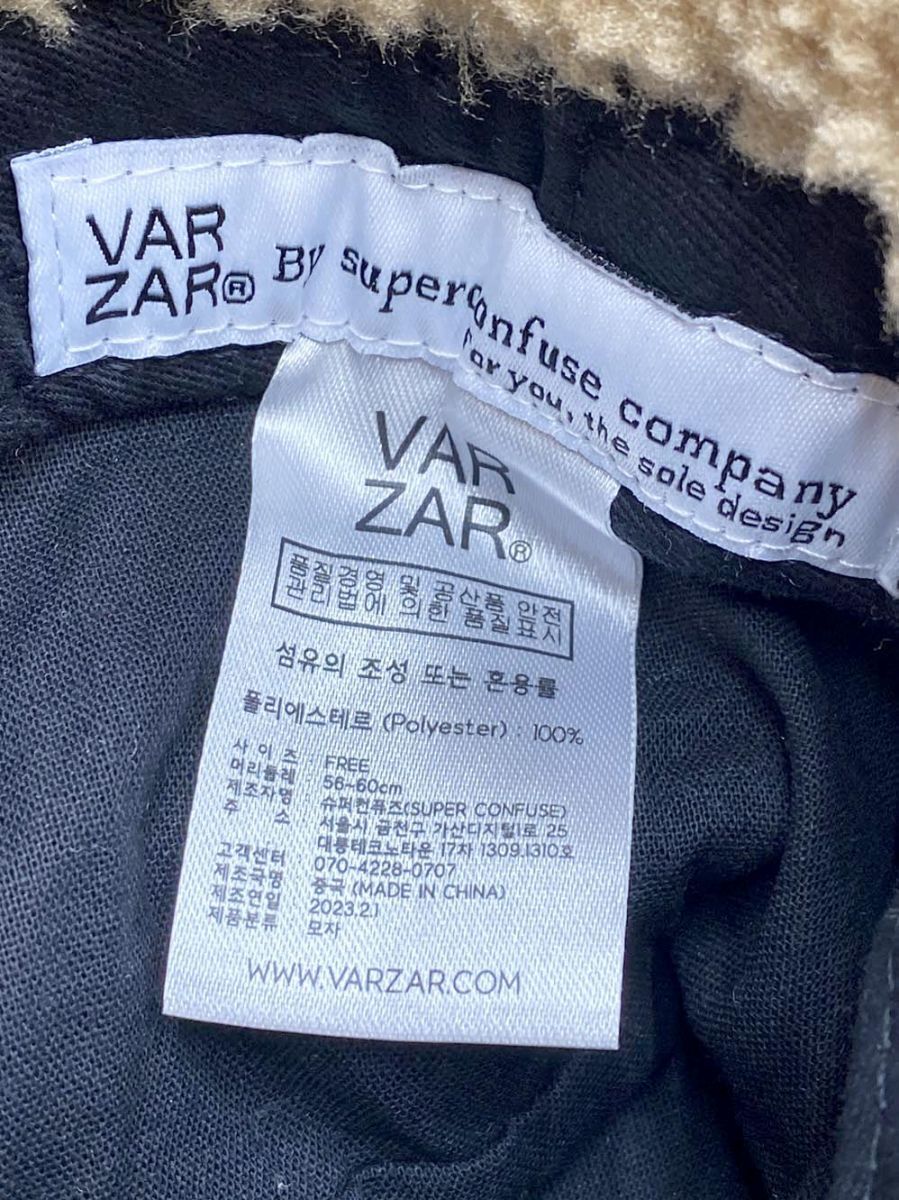 VAR
ZAR® By superconfuse company
For you, the sole design
VAR
ZAR®
품질경영 및 공산품 안전
관리법에 의한 품질표시
섬유의 조성 또는 혼용률
폴리에스테르 (Polyester) : 100%
사 이 즈 : FREE
머리둘레 : 56~60cm
제조자명 : 슈퍼컨퓨즈(SUPER CONFUSE)
주 소 : 서울시 금천구 가산디지털1로 25
대륭테크노타운 17차 1309.1310호
고객센터 : 070-4228-0707
제조국명 : 중국 (MADE IN CHINA)
제조연일 : 2023.2.1
제품분류 : 모자
WWW.VARZAR.COM